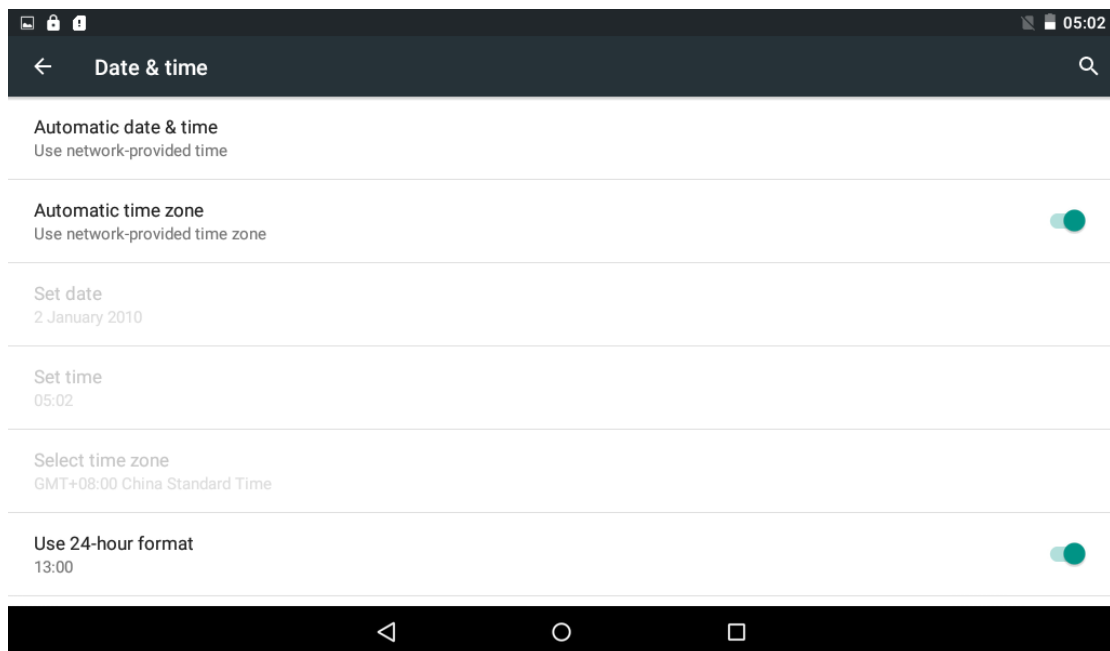 05:02
Date & time
Automatic date & time
Use network-provided time
Automatic time zone
Use network-provided time zone
Set date
2 January 2010
Set time
05:02
Select time zone
GMT+08:00 China Standard Time
Use 24-hour format
13:00